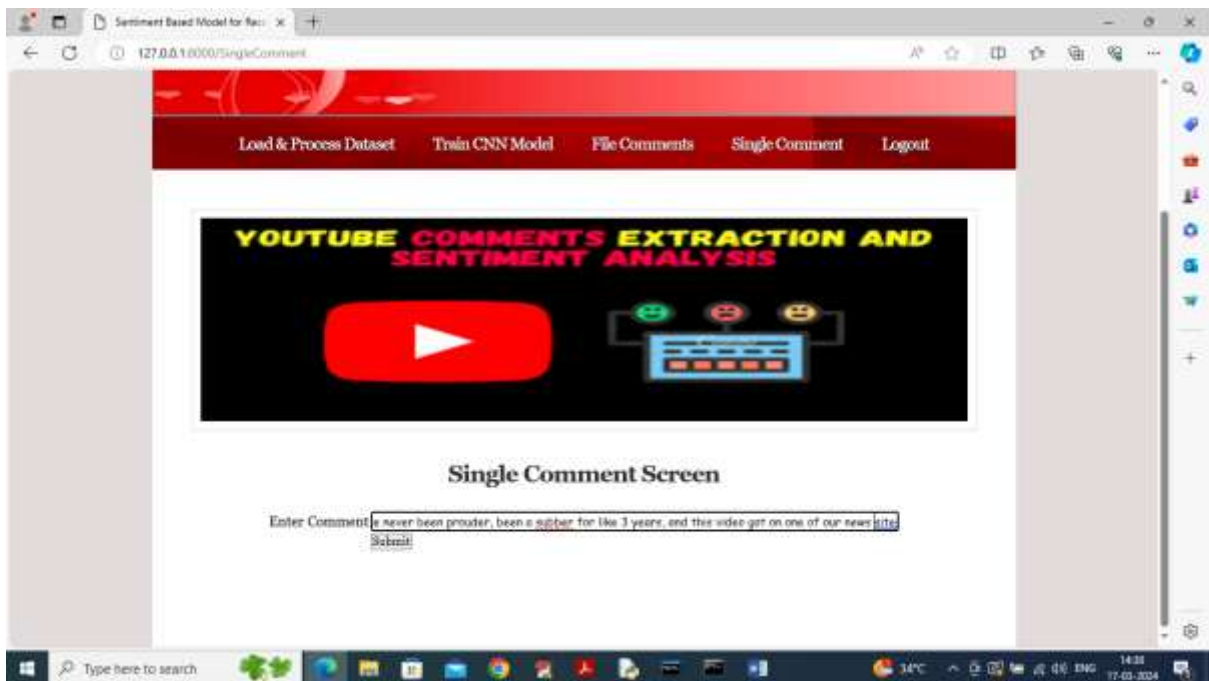 Sentiment Based Model for Rec
127.0.0.1:8000/SingleComment
Load & Process Dataset Train CNN Model File Comments Single Comment Logout
YOUTUBE COMMENTS EXTRACTION AND
SENTIMENT ANALYSIS
Single Comment Screen
Enter Comment e never been prouder, been a subber for like 3 years, and this video got on one of our news site
Submit
Type here to search 34°C ENG 17-03-2024